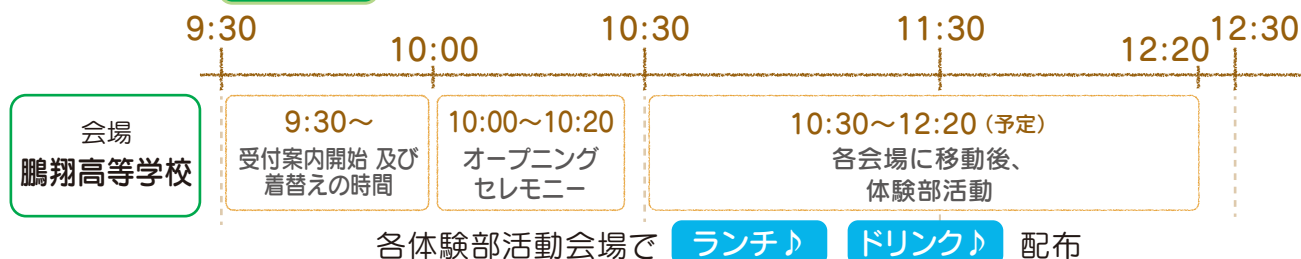 9:30
10:00
10:30
11:30
12:20
12:30
会場
鵬翔高等学校
9:30～
受付案内開始 及び
着替えの時間
10:00～10:20
オープニング
セレモニー
10:30～12:20（予定）
各会場に移動後、
体験部活動
各体験部活動会場で ランチ♪ ドリンク♪ 配布